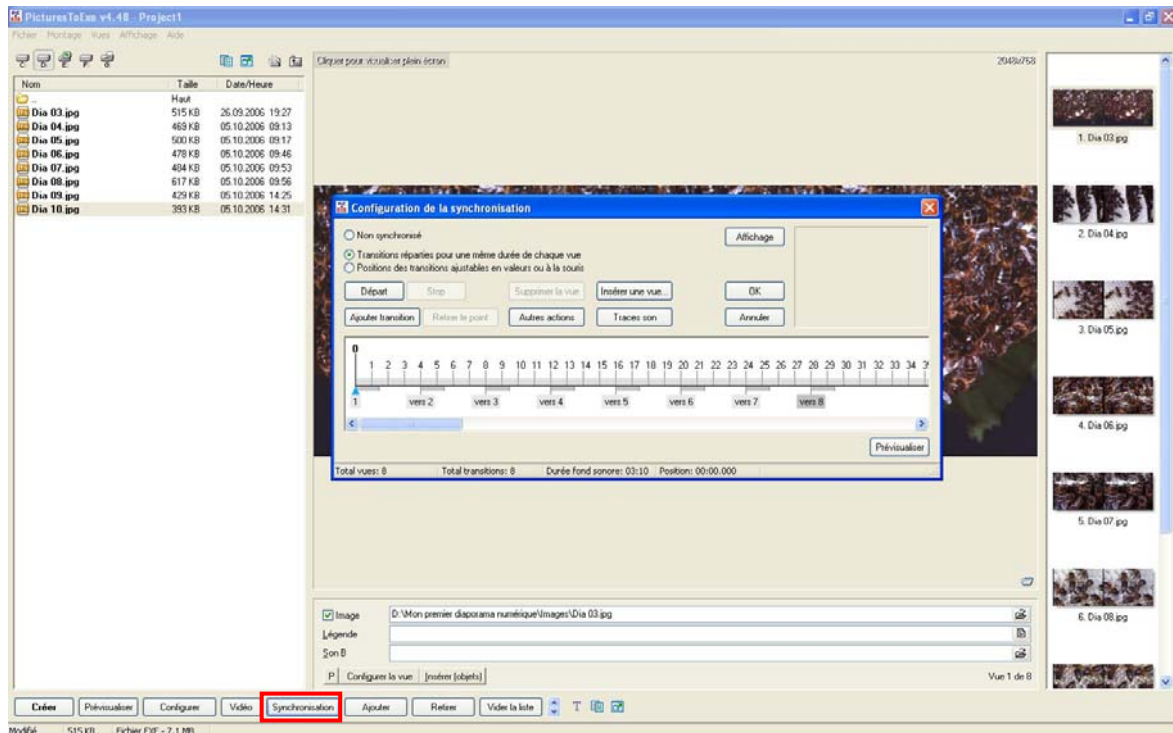 PicturesToExe v4.48 - Project1
Fichier Montage Vues Affichage Aide
Cliquer pour visualiser plein écran
2048x768
Nom Taille Date/Heure
.. Haut
Dia 03.jpg 515 KB 26.09.2006 19:27
Dia 04.jpg 469 KB 05.10.2006 09:13
Dia 05.jpg 500 KB 05.10.2006 09:17
Dia 06.jpg 478 KB 05.10.2006 09:46
Dia 07.jpg 484 KB 05.10.2006 09:53
Dia 08.jpg 617 KB 05.10.2006 09:56
Dia 09.jpg 429 KB 05.10.2006 14:25
Dia 10.jpg 393 KB 05.10.2006 14:31
Configuration de la synchronisation
Non synchronisé
Affichage
Transitions réparties pour une même durée de chaque vue
Positions des transitions ajustables en valeurs ou à la souris
Départ Stop Supprimer la vue Insérer une vue... OK
Ajouter transition Retirer le point Autres actions Traces son Annuler
0
1 2 3 4 5 6 7 8 9 10 11 12 13 14 15 16 17 18 19 20 21 22 23 24 25 26 27 28 29 30 31 32 33 34
1 vers 2 vers 3 vers 4 vers 5 vers 6 vers 7 vers 8
Prévisualiser
Total vues: 8 Total transitions: 8 Durée fond sonore: 03:10 Position: 00:00.000
1. Dia 03.jpg
2. Dia 04.jpg
3. Dia 05.jpg
4. Dia 06.jpg
5. Dia 07.jpg
6. Dia 08.jpg
Image D:\Mon premier diaporama numérique\Images\Dia 03.jpg
Légende
Son B
P Configurer la vue Insérer [objets]
Vue 1 de 8
Créer Prévisualiser Configurer Vidéo Synchronisation Ajouter Retirer Vider la liste T
Modifié 515 KB Fichier EXE - 7.1 MB